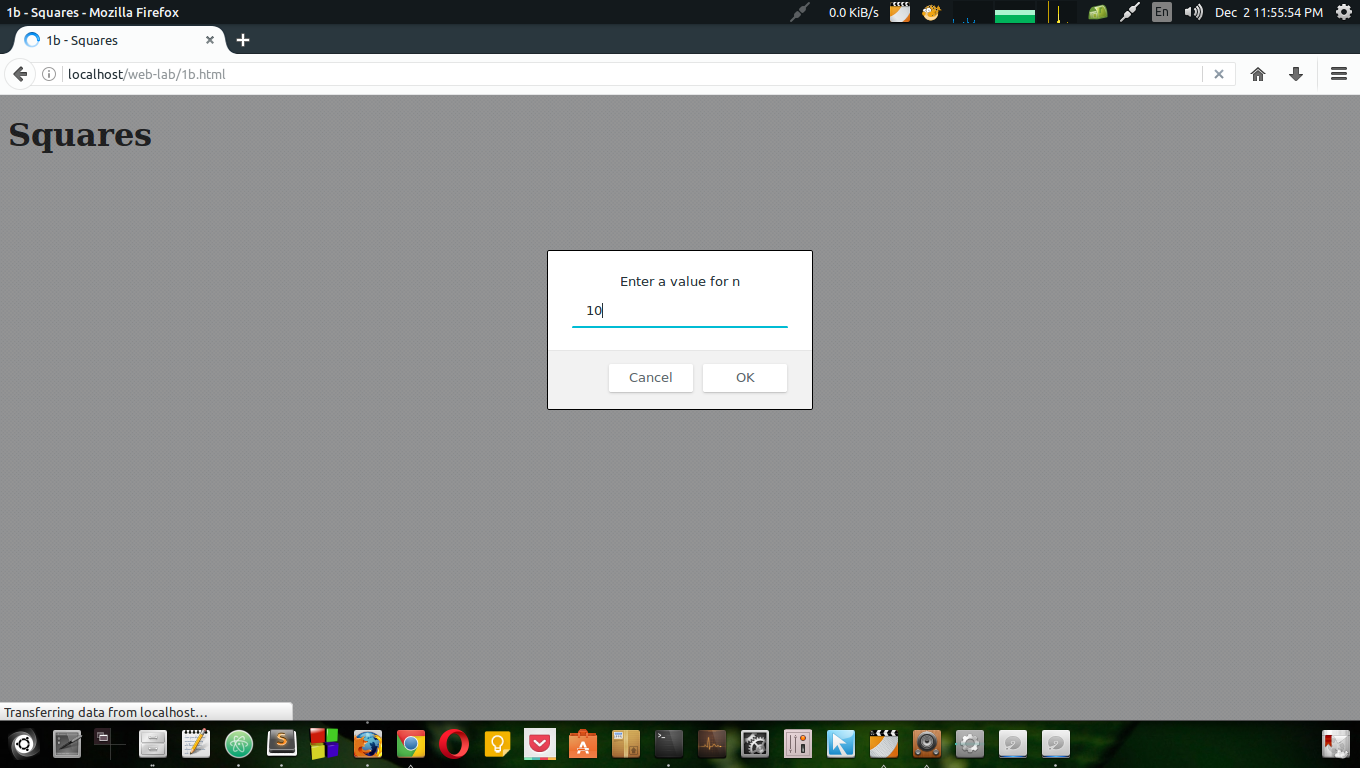 1b - Squares - Mozilla Firefox
0.0 KiB/s
En
Dec 2 11:55:54 PM
1b - Squares
localhost/web-lab/1b.html
Squares
Enter a value for n
10
Cancel
OK
Transferring data from localhost…